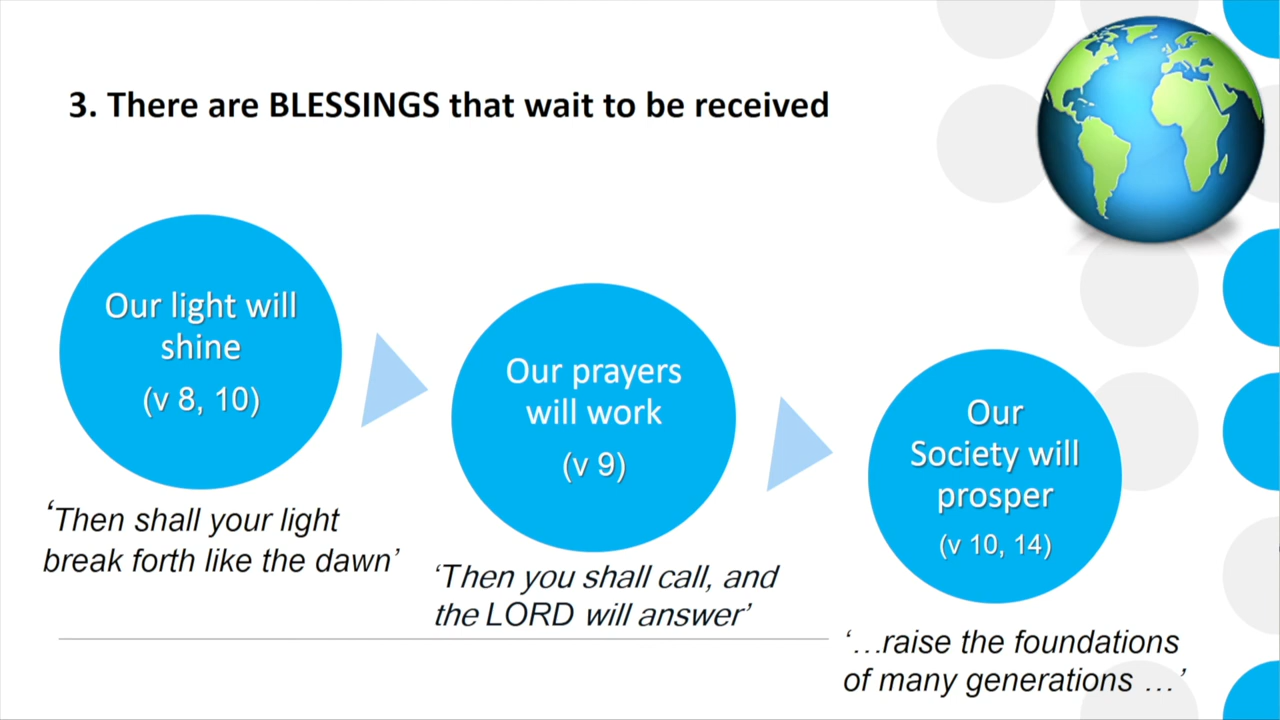 3. There are BLESSINGS that wait to be received
Our light will
shine
(v 8, 10)
‘Then shall your light
break forth like the dawn’
Our prayers
will work
(v 9)
‘Then you shall call, and
the LORD will answer’
Our
Society will
prosper
(v 10, 14)
‘…raise the foundations
of many generations …’